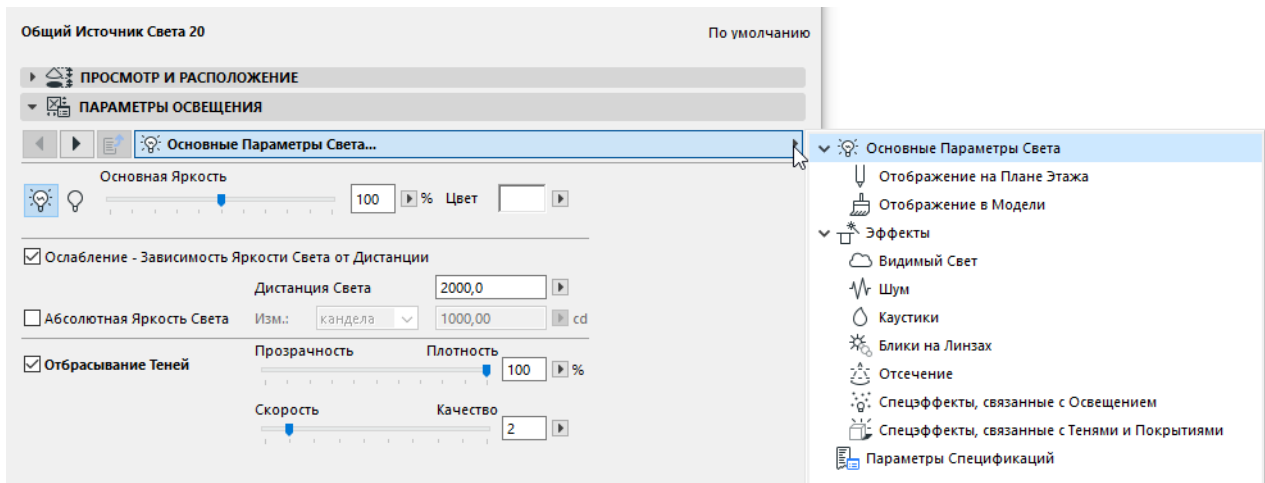 Общий Источник Света 20
По умолчанию
ПРОСМОТР И РАСПОЛОЖЕНИЕ
ПАРАМЕТРЫ ОСВЕЩЕНИЯ
Основные Параметры Света...
Основная Яркость
100 % Цвет
Ослабление - Зависимость Яркости Света от Дистанции
Дистанция Света 2000,0
Абсолютная Яркость Света Изм.: кандела 1000,00 cd
Прозрачность Плотность
Отбрасывание Теней 100 %
Скорость Качество
2
Основные Параметры Света
Отображение на Плане Этажа
Отображение в Модели
Эффекты
Видимый Свет
Шум
Каустики
Блики на Линзах
Отсечение
Спецэффекты, связанные с Освещением
Спецэффекты, связанные с Тенями и Покрытиями
Параметры Спецификаций